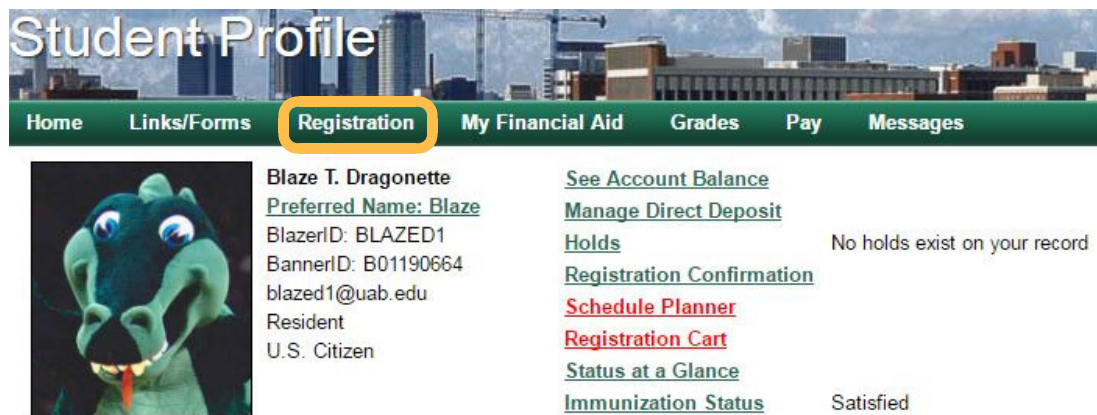 Student Profile
Home Links/Forms Registration My Financial Aid Grades Pay Messages
Blaze T. Dragonette
Preferred Name: Blaze
BlazerID: BLAZED1
BannerID: B01190664
blazed1@uab.edu
Resident
U.S. Citizen
See Account Balance
Manage Direct Deposit
Holds No holds exist on your record
Registration Confirmation
Schedule Planner
Registration Cart
Status at a Glance
Immunization Status Satisfied